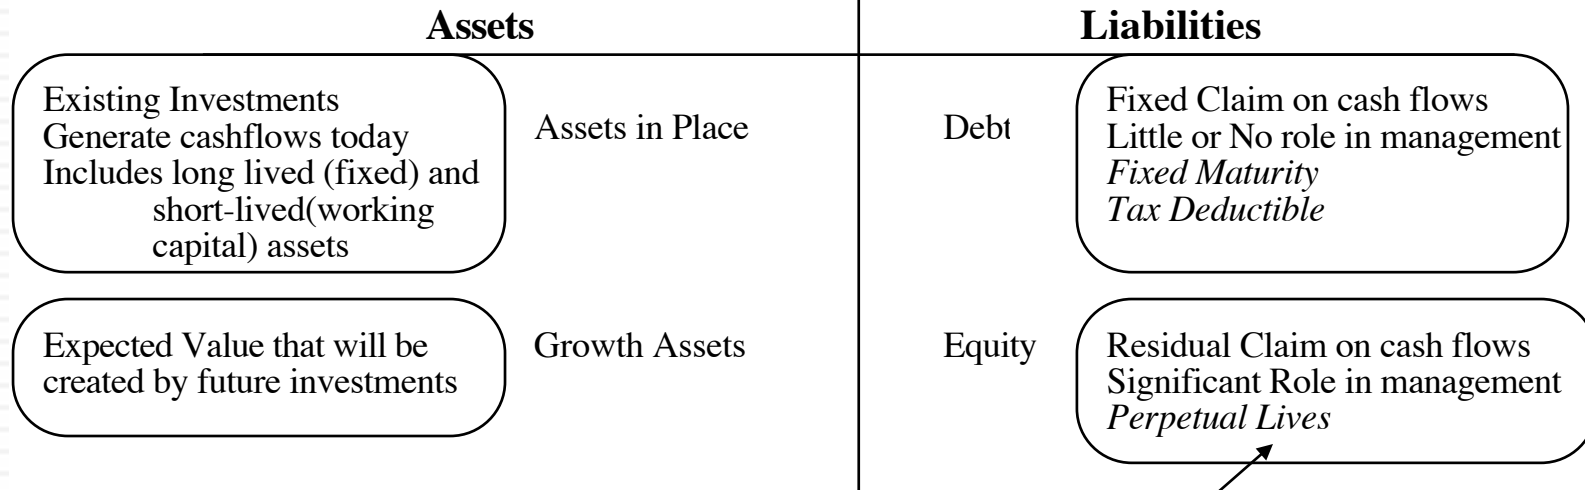 Assets
Liabilities
Existing Investments
Generate cashflows today
Includes long lived (fixed) and
short-lived(working
capital) assets
Assets in Place
Debt
Fixed Claim on cash flows
Little or No role in management
Fixed Maturity
Tax Deductible
Expected Value that will be
created by future investments
Growth Assets
Equity
Residual Claim on cash flows
Significant Role in management
Perpetual Lives